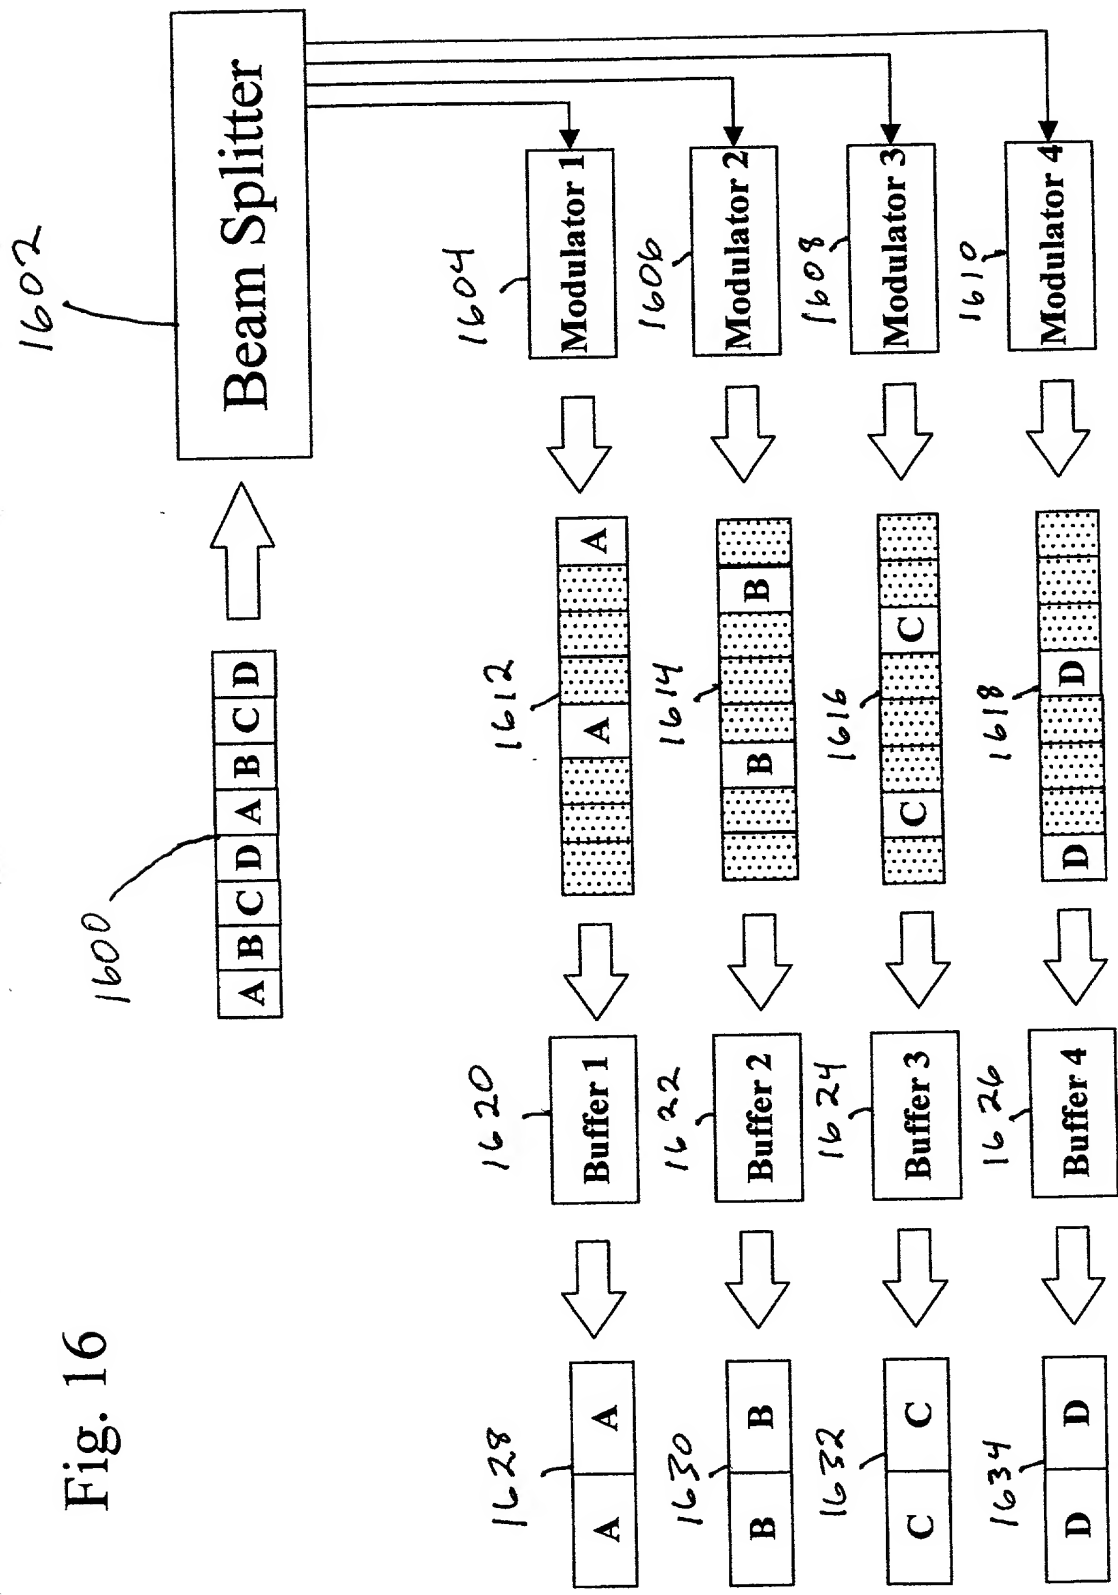 1602
Fig. 16
1600
A B C D A B C D
Beam Splitter
1628 1620 1612 1604
A A Buffer 1 A A Modulator 1
1630 1622 1614 1606
B B Buffer 2 B B Modulator 2
1632 1624 1616 1608
C C Buffer 3 C C Modulator 3
1634 1626 1618 1610
D D Buffer 4 D D Modulator 4